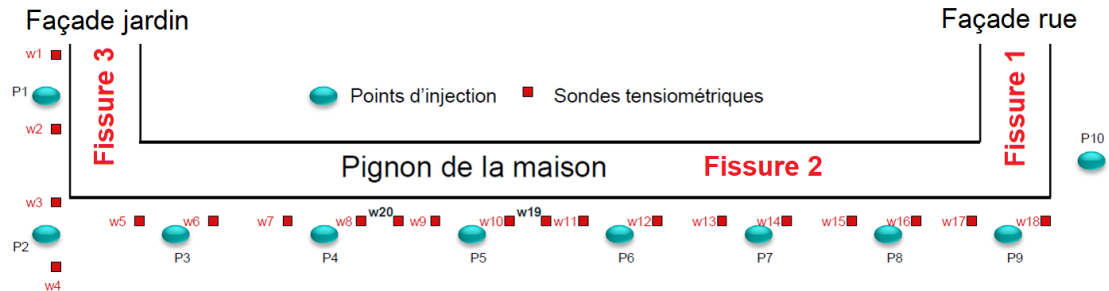 Façade jardin
Façade rue
w1
P1
w2
w3
P2
w4
Fissure 3
Fissure 1
Points d'injection
Sondes tensiométriques
P10
Pignon de la maison
Fissure 2
w5 w6 w7 w8 w20 w9 w10 w19 w11 w12 w13 w14 w15 w16 w17 w18
P3 P4 P5 P6 P7 P8 P9